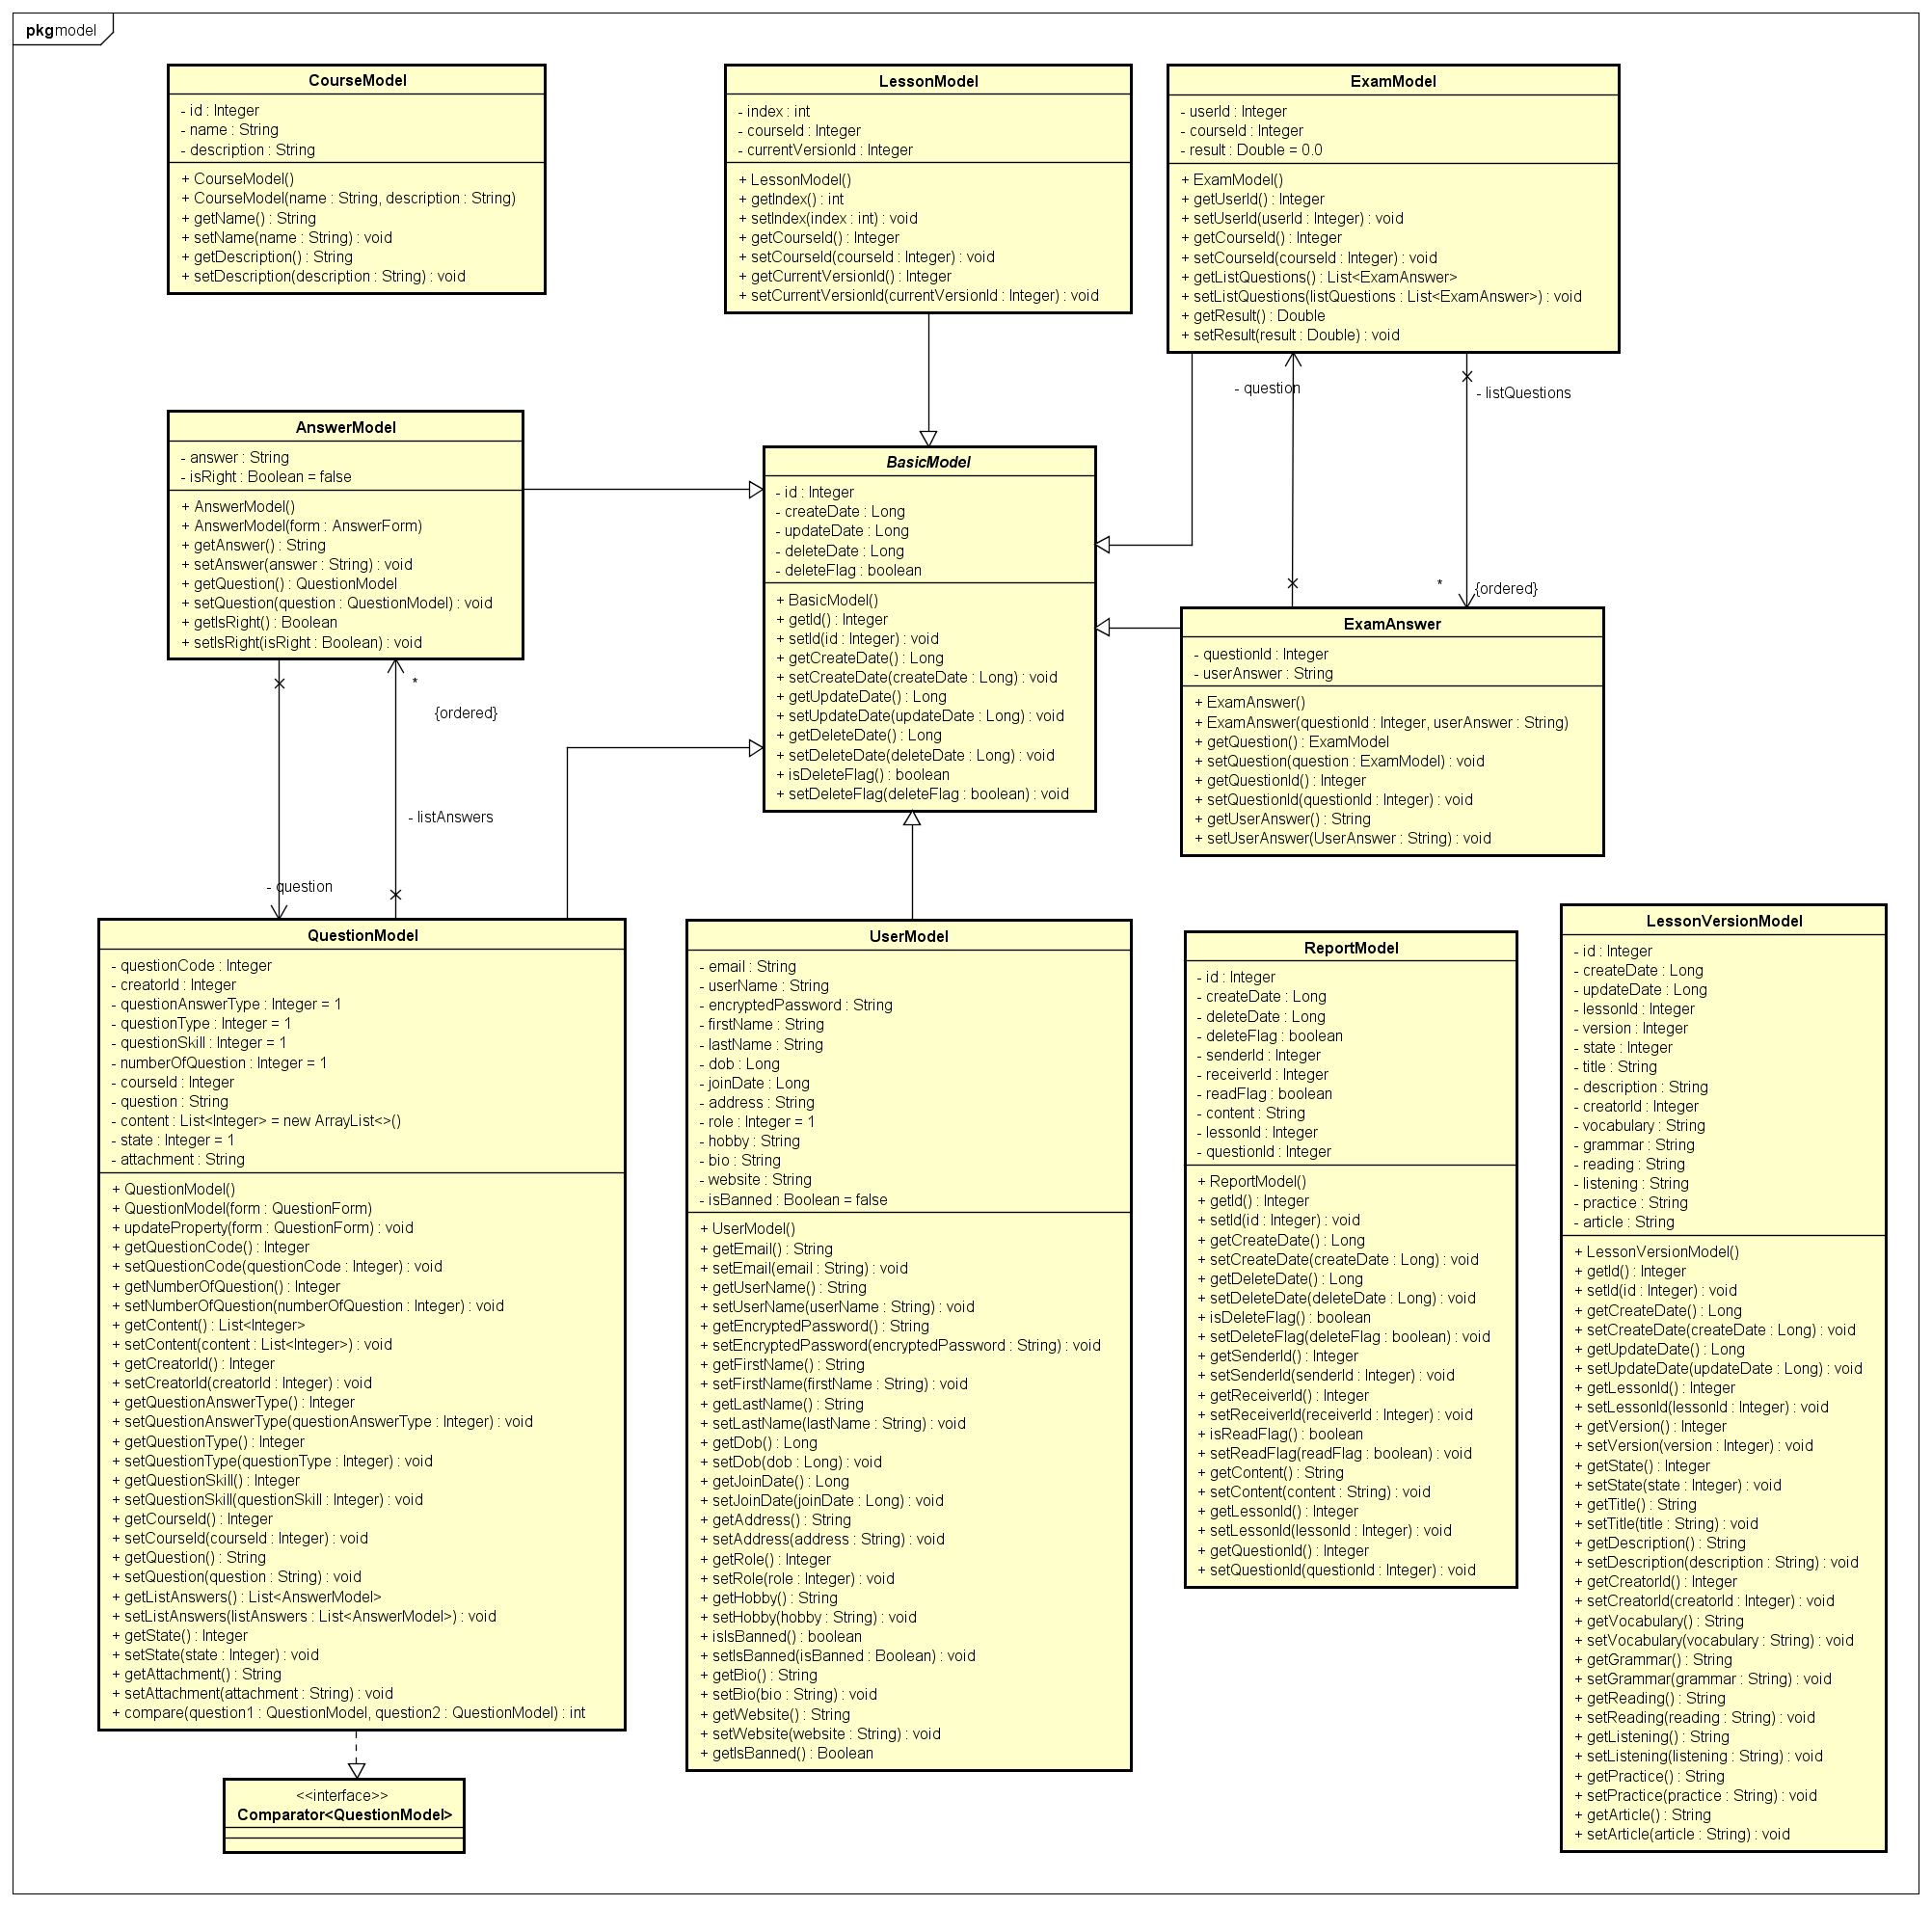 pkg model
CourseModel
- id : Integer
- name : String
- description : String
+ CourseModel()
+ CourseModel(name : String, description : String)
+ getName() : String
+ setName(name : String) : void
+ getDescription() : String
+ setDescription(description : String) : void
LessonModel
- index : int
- courseId : Integer
- currentVersionId : Integer
+ LessonModel()
+ getIndex() : int
+ setIndex(index : int) : void
+ getCourseId() : Integer
+ setCourseId(courseId : Integer) : void
+ getCurrentVersionId() : Integer
+ setCurrentVersionId(currentVersionId : Integer) : void
ExamModel
- userId : Integer
- courseId : Integer
- result : Double = 0.0
+ ExamModel()
+ getUserId() : Integer
+ setUserId(userId : Integer) : void
+ getCourseId() : Integer
+ setCourseId(courseId : Integer) : void
+ getListQuestions() : List<ExamAnswer>
+ setListQuestions(listQuestions : List<ExamAnswer>) : void
+ getResult() : Double
+ setResult(result : Double) : void
- question
- listQuestions
*
{ordered}
AnswerModel
- answer : String
- isRight : Boolean = false
+ AnswerModel()
+ AnswerModel(form : AnswerForm)
+ getAnswer() : String
+ setAnswer(answer : String) : void
+ getQuestion() : QuestionModel
+ setQuestion(question : QuestionModel) : void
+ getIsRight() : Boolean
+ setIsRight(isRight : Boolean) : void
*
{ordered}
- listAnswers
- question
BasicModel
- id : Integer
- createDate : Long
- updateDate : Long
- deleteDate : Long
- deleteFlag : boolean
+ BasicModel()
+ getId() : Integer
+ setId(id : Integer) : void
+ getCreateDate() : Long
+ setCreateDate(createDate : Long) : void
+ getUpdateDate() : Long
+ setUpdateDate(updateDate : Long) : void
+ getDeleteDate() : Long
+ setDeleteDate(deleteDate : Long) : void
+ isDeleteFlag() : boolean
+ setDeleteFlag(deleteFlag : boolean) : void
ExamAnswer
- questionId : Integer
- userAnswer : String
+ ExamAnswer()
+ ExamAnswer(questionId : Integer, userAnswer : String)
+ getQuestion() : ExamModel
+ setQuestion(question : ExamModel) : void
+ getQuestionId() : Integer
+ setQuestionId(questionId : Integer) : void
+ getUserAnswer() : String
+ setUserAnswer(UserAnswer : String) : void
QuestionModel
- questionCode : Integer
- creatorId : Integer
- questionAnswerType : Integer = 1
- questionType : Integer = 1
- questionSkill : Integer = 1
- numberOfQuestion : Integer = 1
- courseId : Integer
- question : String
- content : List<Integer> = new ArrayList<>()
- state : Integer = 1
- attachment : String
+ QuestionModel()
+ QuestionModel(form : QuestionForm)
+ updateProperty(form : QuestionForm) : void
+ getQuestionCode() : Integer
+ setQuestionCode(questionCode : Integer) : void
+ getNumberOfQuestion() : Integer
+ setNumberOfQuestion(numberOfQuestion : Integer) : void
+ getContent() : List<Integer>
+ setContent(content : List<Integer>) : void
+ getCreatorId() : Integer
+ setCreatorId(creatorId : Integer) : void
+ getQuestionAnswerType() : Integer
+ setQuestionAnswerType(questionAnswerType : Integer) : void
+ getQuestionType() : Integer
+ setQuestionType(questionType : Integer) : void
+ getQuestionSkill() : Integer
+ setQuestionSkill(questionSkill : Integer) : void
+ getCourseId() : Integer
+ setCourseId(courseId : Integer) : void
+ getQuestion() : String
+ setQuestion(question : String) : void
+ getListAnswers() : List<AnswerModel>
+ setListAnswers(listAnswers : List<AnswerModel>) : void
+ getState() : Integer
+ setState(state : Integer) : void
+ getAttachment() : String
+ setAttachment(attachment : String) : void
+ compare(question1 : QuestionModel, question2 : QuestionModel) : int
<<interface>>
Comparator<QuestionModel>
UserModel
- email : String
- userName : String
- encryptedPassword : String
- firstName : String
- lastName : String
- dob : Long
- joinDate : Long
- address : String
- role : Integer = 1
- hobby : String
- bio : String
- website : String
- isBanned : Boolean = false
+ UserModel()
+ getEmail() : String
+ setEmail(email : String) : void
+ getUserName() : String
+ setUserName(userName : String) : void
+ getEncryptedPassword() : String
+ setEncryptedPassword(encryptedPassword : String) : void
+ getFirstName() : String
+ setFirstName(firstName : String) : void
+ getLastName() : String
+ setLastName(lastName : String) : void
+ getDob() : Long
+ setDob(dob : Long) : void
+ getJoinDate() : Long
+ setJoinDate(joinDate : Long) : void
+ getAddress() : String
+ setAddress(address : String) : void
+ getRole() : Integer
+ setRole(role : Integer) : void
+ getHobby() : String
+ setHobby(hobby : String) : void
+ isIsBanned() : boolean
+ setIsBanned(isBanned : Boolean) : void
+ getBio() : String
+ setBio(bio : String) : void
+ getWebsite() : String
+ setWebsite(website : String) : void
+ getIsBanned() : Boolean
ReportModel
- id : Integer
- createDate : Long
- deleteDate : Long
- deleteFlag : boolean
- senderId : Integer
- receiverId : Integer
- readFlag : boolean
- content : String
- lessonId : Integer
- questionId : Integer
+ ReportModel()
+ getId() : Integer
+ setId(id : Integer) : void
+ getCreateDate() : Long
+ setCreateDate(createDate : Long) : void
+ getDeleteDate() : Long
+ setDeleteDate(deleteDate : Long) : void
+ isDeleteFlag() : boolean
+ setDeleteFlag(deleteFlag : boolean) : void
+ getSenderId() : Integer
+ setSenderId(senderId : Integer) : void
+ getReceiverId() : Integer
+ setReceiverId(receiverId : Integer) : void
+ isReadFlag() : boolean
+ setReadFlag(readFlag : boolean) : void
+ getContent() : String
+ setContent(content : String) : void
+ getLessonId() : Integer
+ setLessonId(lessonId : Integer) : void
+ getQuestionId() : Integer
+ setQuestionId(questionId : Integer) : void
LessonVersionModel
- id : Integer
- createDate : Long
- updateDate : Long
- lessonId : Integer
- version : Integer
- state : Integer
- title : String
- description : String
- creatorId : Integer
- vocabulary : String
- grammar : String
- reading : String
- listening : String
- practice : String
- article : String
+ LessonVersionModel()
+ getId() : Integer
+ setId(id : Integer) : void
+ getCreateDate() : Long
+ setCreateDate(createDate : Long) : void
+ getUpdateDate() : Long
+ setUpdateDate(updateDate : Long) : void
+ getLessonId() : Integer
+ setLessonId(lessonId : Integer) : void
+ getVersion() : Integer
+ setVersion(version : Integer) : void
+ getState() : Integer
+ setState(state : Integer) : void
+ getTitle() : String
+ setTitle(title : String) : void
+ getDescription() : String
+ setDescription(description : String) : void
+ getCreatorId() : Integer
+ setCreatorId(creatorId : Integer) : void
+ getVocabulary() : String
+ setVocabulary(vocabulary : String) : void
+ getGrammar() : String
+ setGrammar(grammar : String) : void
+ getReading() : String
+ setReading(reading : String) : void
+ getListening() : String
+ setListening(listening : String) : void
+ getPractice() : String
+ setPractice(practice : String) : void
+ getArticle() : String
+ setArticle(article : String) : void